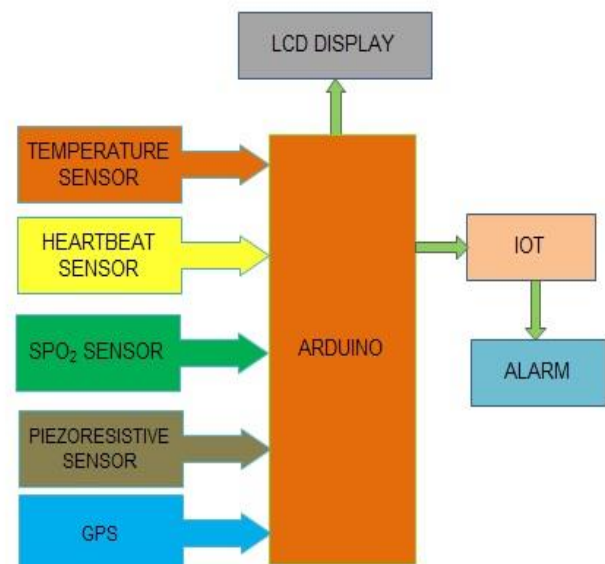 LCD DISPLAY
TEMPERATURE
SENSOR
HEARTBEAT
SENSOR
SPO₂ SENSOR
PIEZORESISTIVE
SENSOR
GPS
ARDUINO
IOT
ALARM